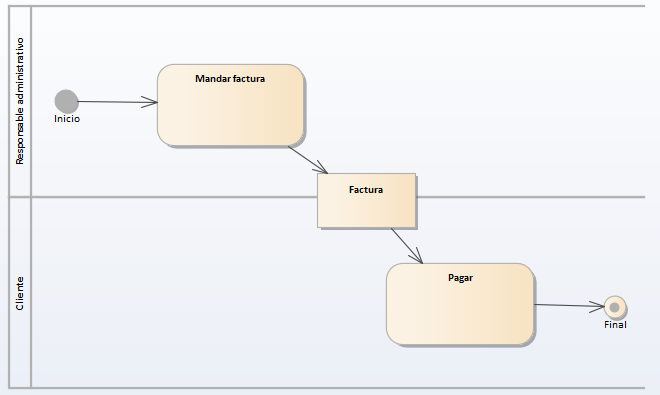 Responsable administrativo
Inicio
Mandar factura
Factura
Cliente
Pagar
Final